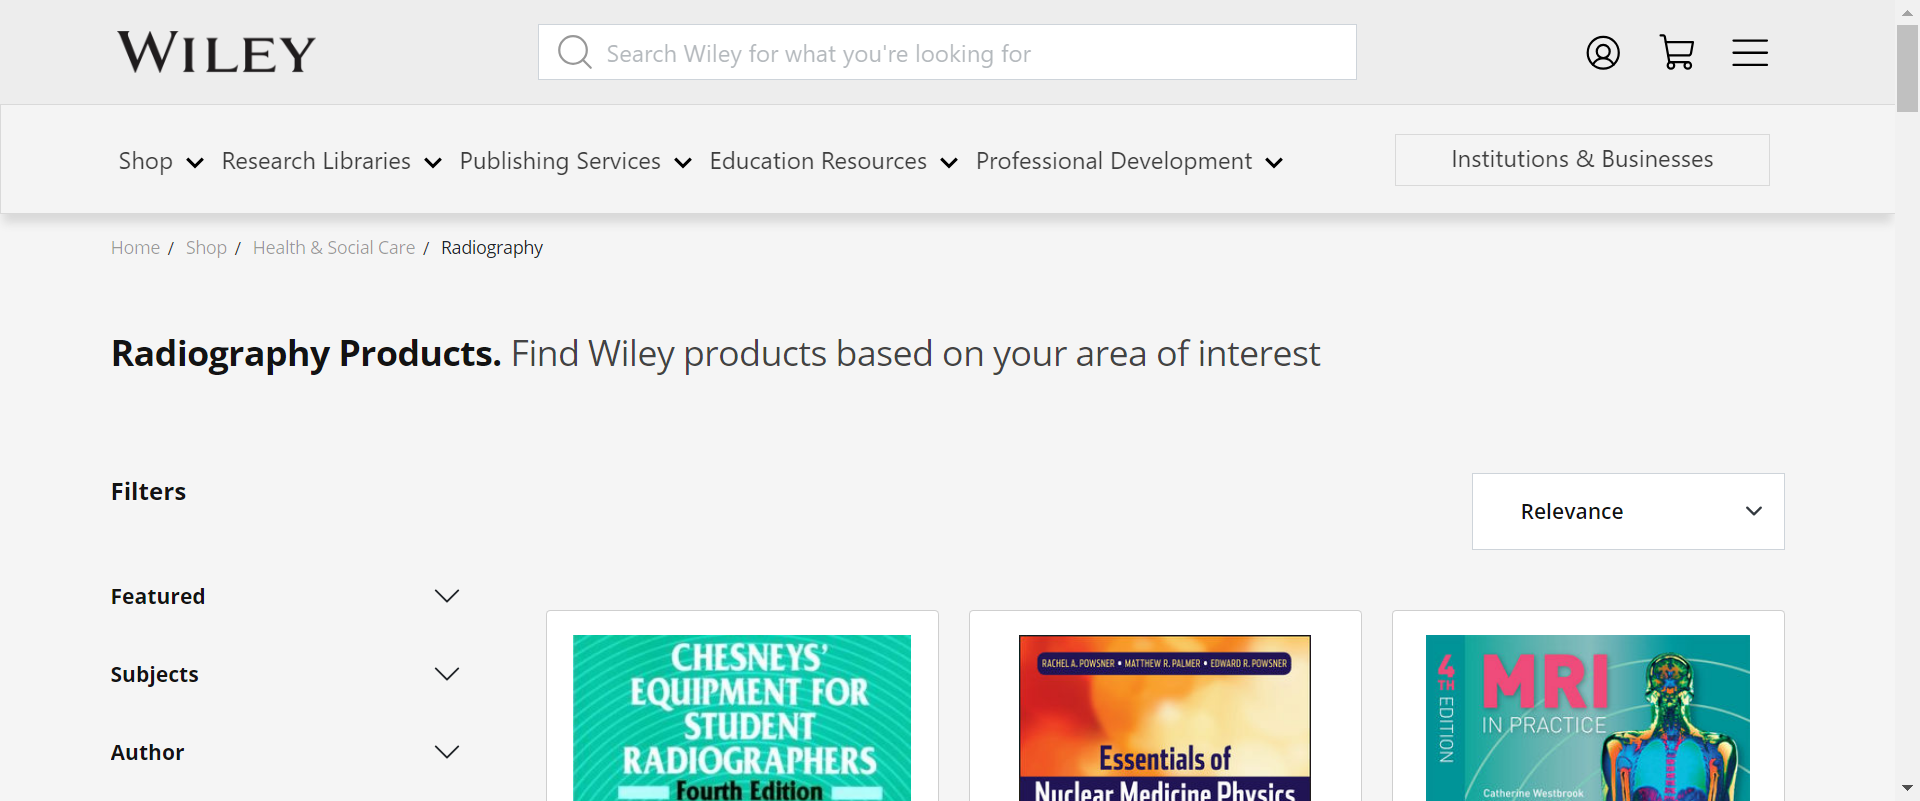 WILEY
Search Wiley for what you're looking for
Shop Research Libraries Publishing Services Education Resources Professional Development Institutions & Businesses
Home / Shop / Health & Social Care / Radiography
Radiography Products. Find Wiley products based on your area of interest
Filters
Relevance
Featured
Subjects
Author
CHESNEYS'
EQUIPMENT FOR
STUDENT
RADIOGRAPHERS
Fourth Edition
RACHEL A. POWSNER • MATTHEW R. PALMER • EDWARD R. POWSNER
Essentials of
Nuclear Medicine Physics
4TH EDITION
MRI
IN PRACTICE
Catherine Westbrook